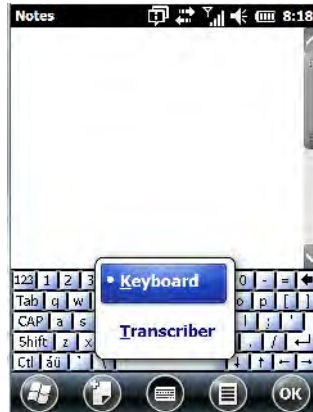 Notes 8:18
Keyboard
Transcriber
123 1 2 3 0 - =
Tab q w o p [ ]
CAP a s l ; '
Shift z x . /
Ctl áü ` \
OK